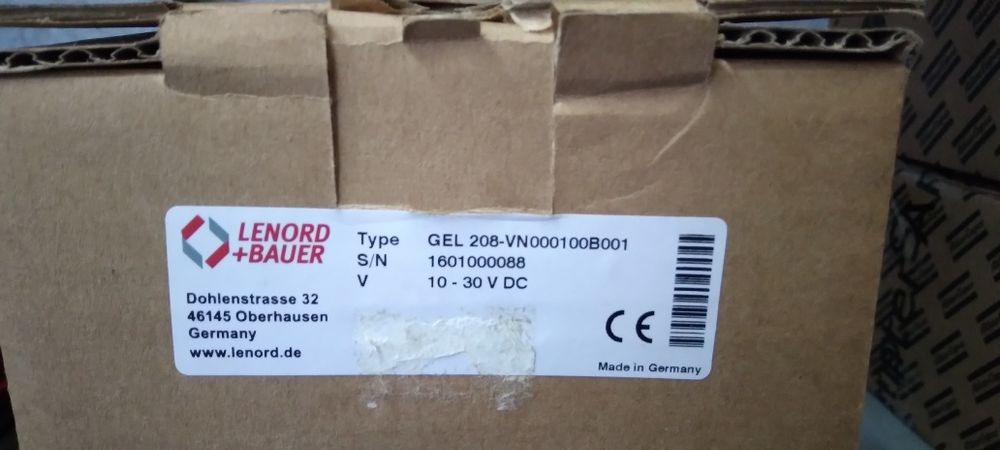 LENORD
+BAUER
Dohlenstrasse 32
46145 Oberhausen
Germany
www.lenord.de
Type GEL 208-VN000100B001
S/N 1601000088
V 10 - 30 V DC
CE
Made in Germany